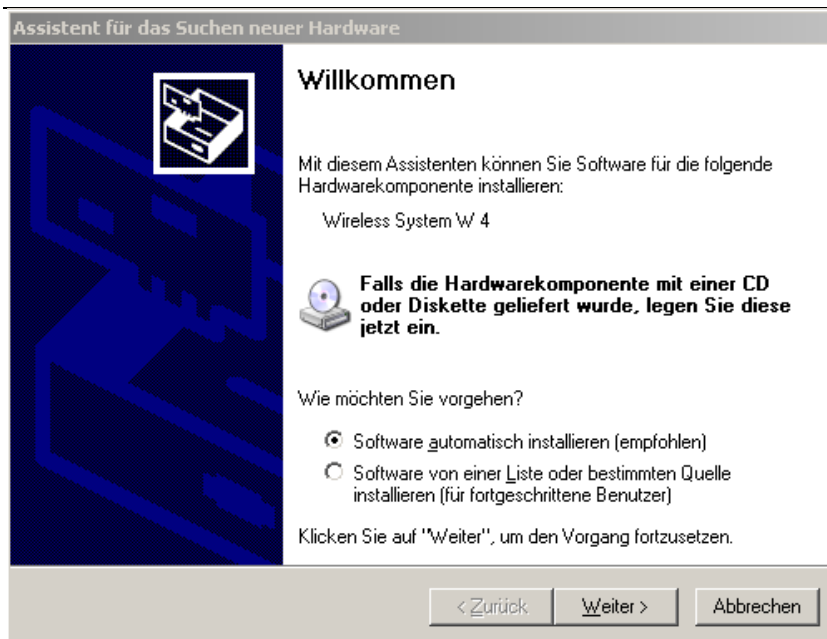 Assistent für das Suchen neuer Hardware
Willkommen
Mit diesem Assistenten können Sie Software für die folgende
Hardwarekomponente installieren:
Wireless System W 4
Falls die Hardwarekomponente mit einer CD
oder Diskette geliefert wurde, legen Sie diese
jetzt ein.
Wie möchten Sie vorgehen?
Software automatisch installieren (empfohlen)
Software von einer Liste oder bestimmten Quelle
installieren (für fortgeschrittene Benutzer)
Klicken Sie auf "Weiter", um den Vorgang fortzusetzen.
< Zurück Weiter > Abbrechen